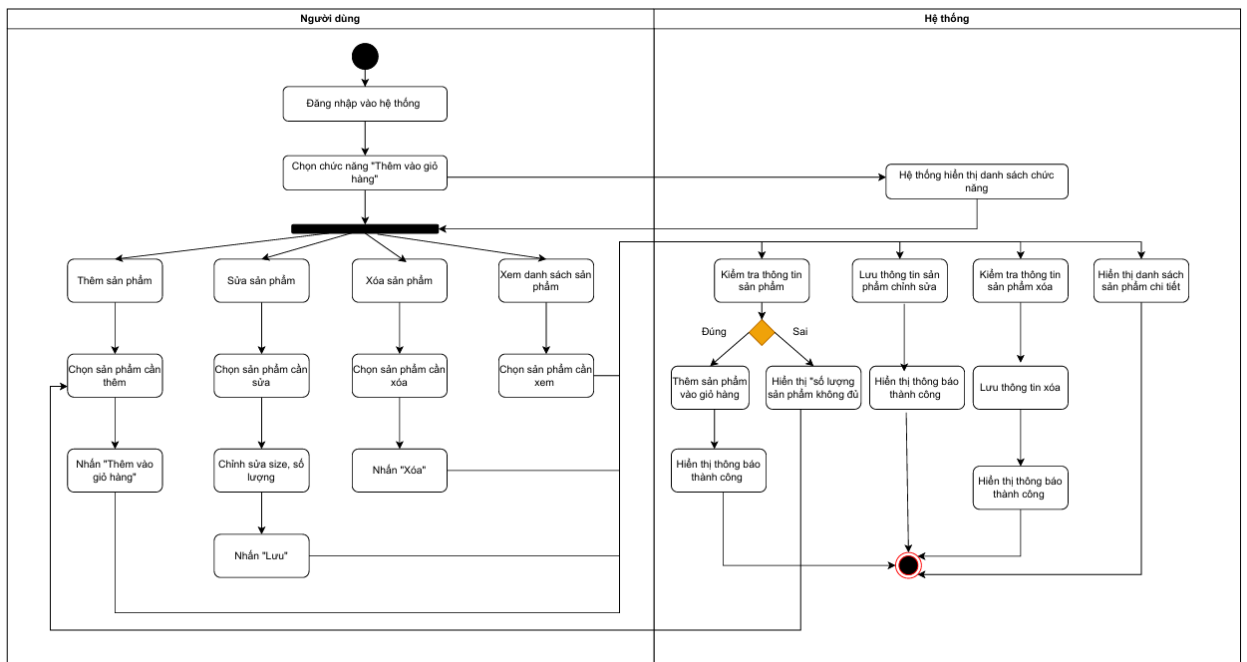 Người dùng
Hệ thống
Đăng nhập vào hệ thống
Chọn chức năng "Thêm vào giỏ
hàng"
Hệ thống hiển thị danh sách chức
năng
Thêm sản phẩm
Sửa sản phẩm
Xóa sản phẩm
Xem danh sách sản
phẩm
Kiểm tra thông tin
sản phẩm
Lưu thông tin sản
phẩm chỉnh sửa
Kiểm tra thông tin
sản phẩm xóa
Hiển thị danh sách
sản phẩm chi tiết
Đúng
Sai
Chọn sản phẩm cần
thêm
Chọn sản phẩm cần
sửa
Chọn sản phẩm cần
xóa
Chọn sản phẩm cần
xem
Thêm sản phẩm
vào giỏ hàng
Hiển thị "số lượng
sản phẩm không đủ
Hiển thị thông báo
thành công
Lưu thông tin xóa
Nhấn "Thêm vào
giỏ hàng"
Chỉnh sửa size, số
lượng
Nhấn "Xóa"
Hiển thị thông báo
thành công
Hiển thị thông báo
thành công
Nhấn "Lưu"